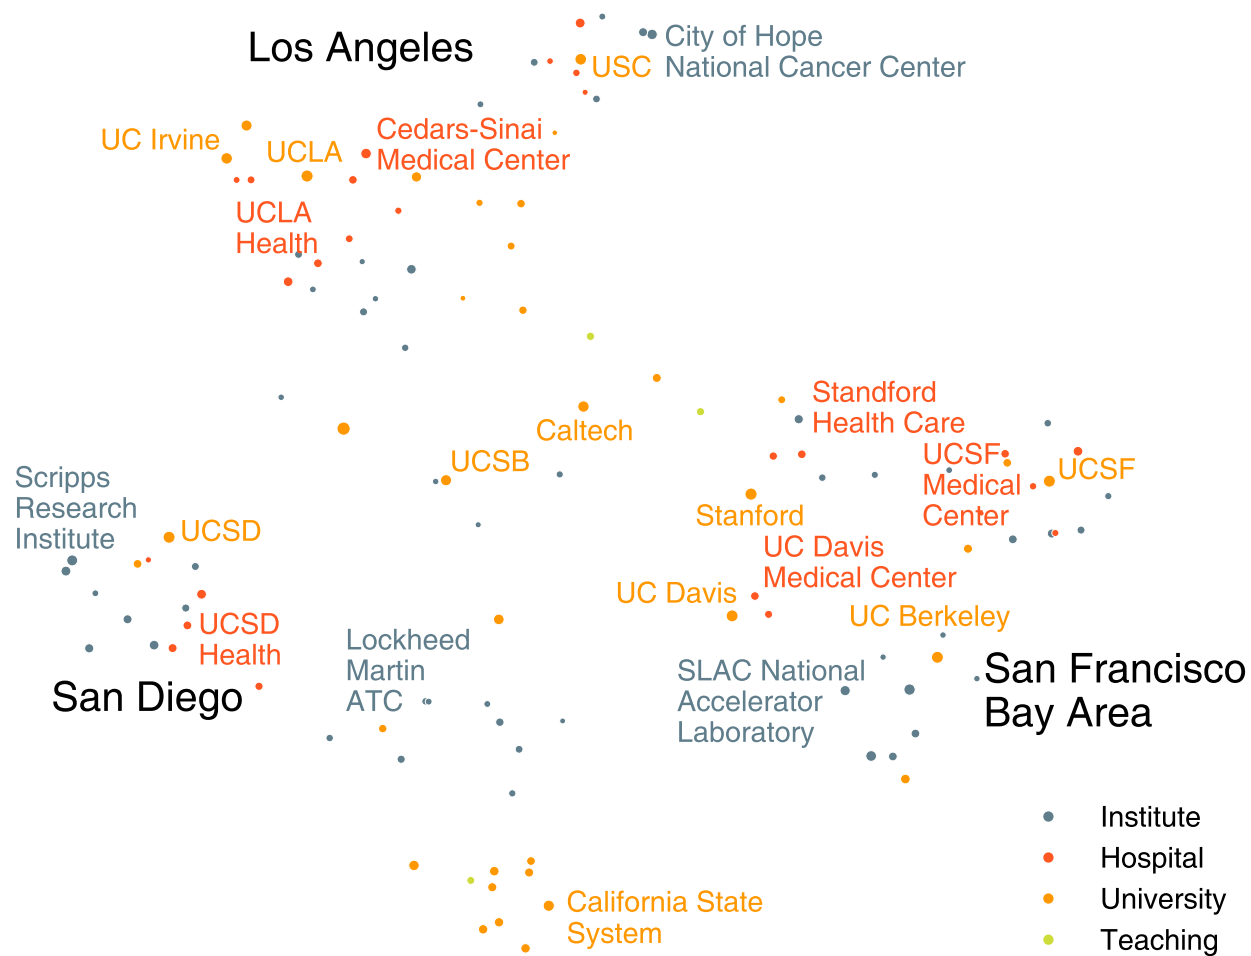 Los Angeles
City of Hope
National Cancer Center
USC
UC Irvine
UCLA
Cedars-Sinai
Medical Center
UCLA
Health
Standford
Health Care
Caltech
UCSB
UCSF
Medical
Center
UCSF
Scripps
Research
Institute
UCSD
Stanford
UC Davis
Medical Center
UC Davis
UC Berkeley
UCSD
Health
Lockheed
Martin
ATC
SLAC National
Accelerator
Laboratory
San Diego
San Francisco
Bay Area
Institute
Hospital
University
Teaching
California State
System